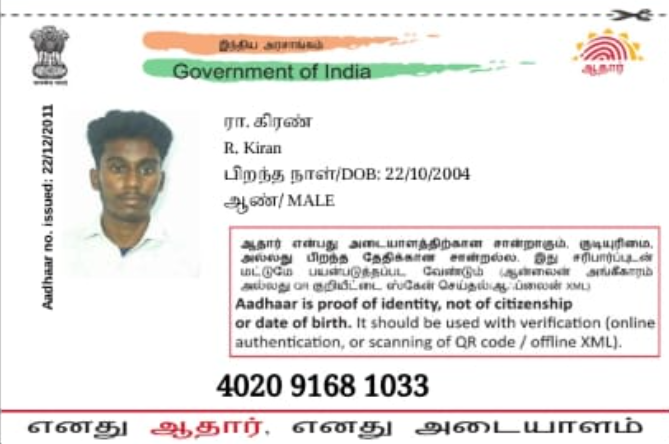 இந்திய அரசாங்கம்
Government of India
ஆதார்
Aadhaar no. issued: 22/12/2011
ரா. கிரண்
R. Kiran
பிறந்த நாள்/DOB: 22/10/2004
ஆண்/ MALE
ஆதார் என்பது அடையாளத்திற்கான சான்றாகும், குடியுரிமை,
அல்லது பிறந்த தேதிக்கான சான்றல்ல. இது சரிபார்ப்புடன்
மட்டுமே பயன்படுத்தப்பட வேண்டும் (ஆன்லைன் அங்கீகாரம்
அல்லது QR குறியீட்டை ஸ்கேன் செய்தல்/ஆஃப்லைன் XML)
Aadhaar is proof of identity, not of citizenship
or date of birth. It should be used with verification (online
authentication, or scanning of QR code / offline XML).
4020 9168 1033
எனது ஆதார், எனது அடையாளம்